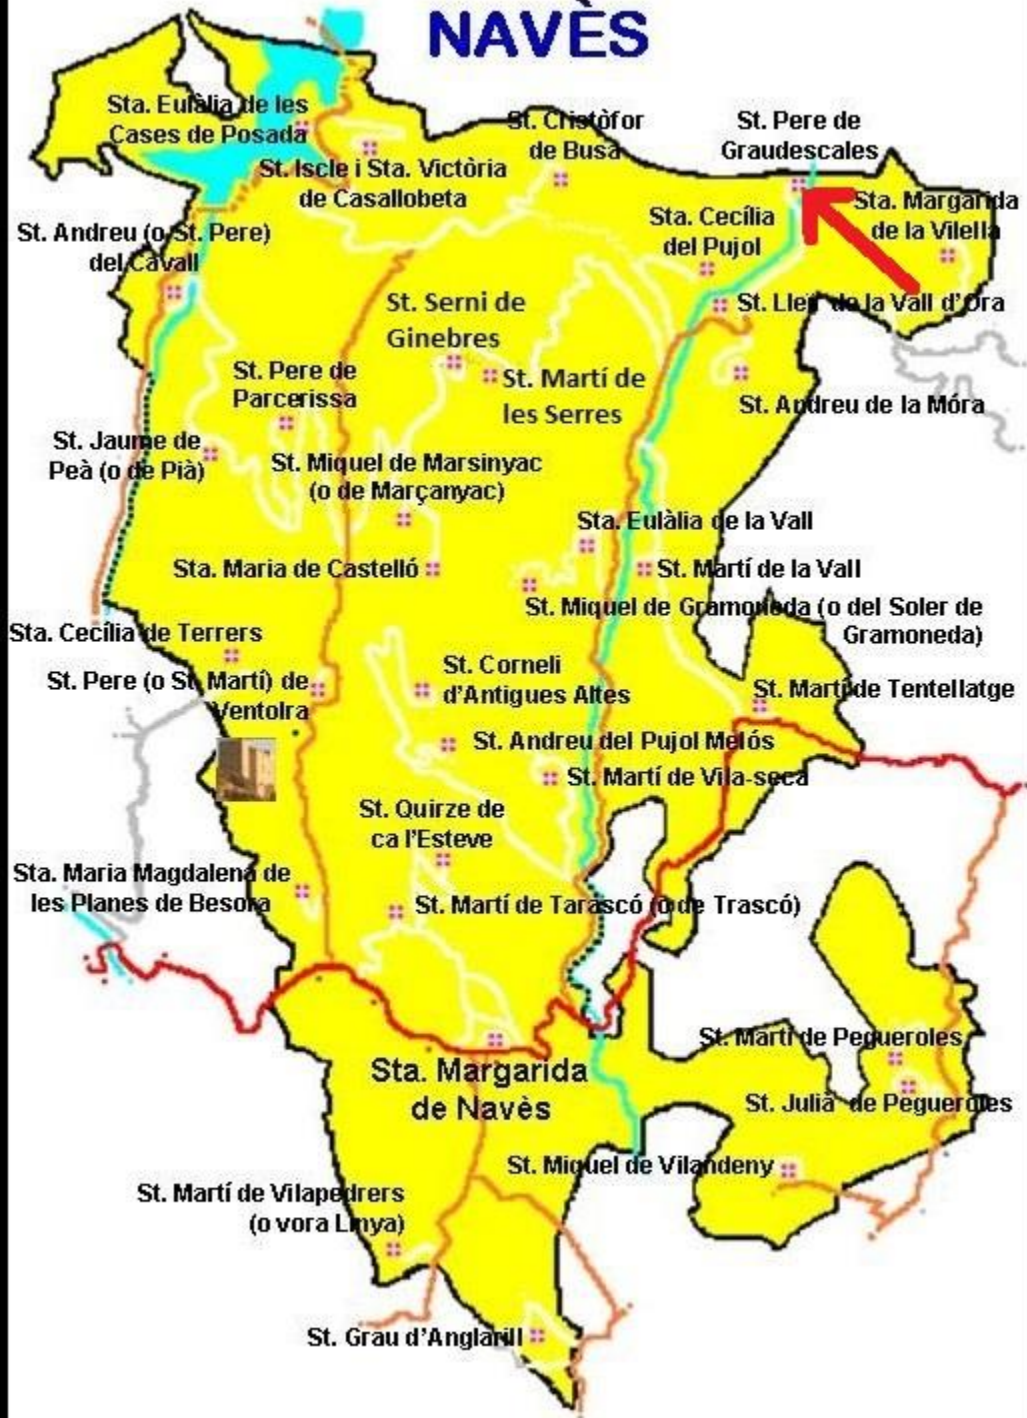 NAVÈS
Sta. Eulàlia de les
Cases de Posada
St. Iscle i Sta. Victòria
de Casallobeta
St. Cristòfor
de Busa
St. Pere de
Graudescales
Sta. Margarida
de la Vilella
Sta. Cecília
del Pujol
St. Andreu (o St. Pere)
del Cavall
St. Serni de
Ginebres
St. Lleïr de la Vall d'Ora
St. Pere de
Parcerissa
St. Martí de
les Serres
St. Andreu de la Móra
St. Jaume de
Peà (o de Pià)
St. Miquel de Marsinyac
(o de Marçanyac)
Sta. Eulàlia de la Vall
Sta. Maria de Castelló
St. Martí de la Vall
St. Miquel de Gramoneda (o del Soler de
Gramoneda)
Sta. Cecília de Terrers
St. Pere (o St. Martí) de
Ventolra
St. Corneli
d'Antigues Altes
St. Martí de Tentellatge
St. Andreu del Pujol Melós
St. Martí de Vila-seca
St. Quirze de
ca l'Esteve
Sta. Maria Magdalena de
les Planes de Besora
St. Martí de Tarascó (o de Trascó)
St. Martí de Pegueroles
Sta. Margarida
de Navès
St. Julià de Pegueroles
St. Miquel de Vilandeny
St. Martí de Vilapedrers
(o vora Linya)
St. Grau d'Anglarill